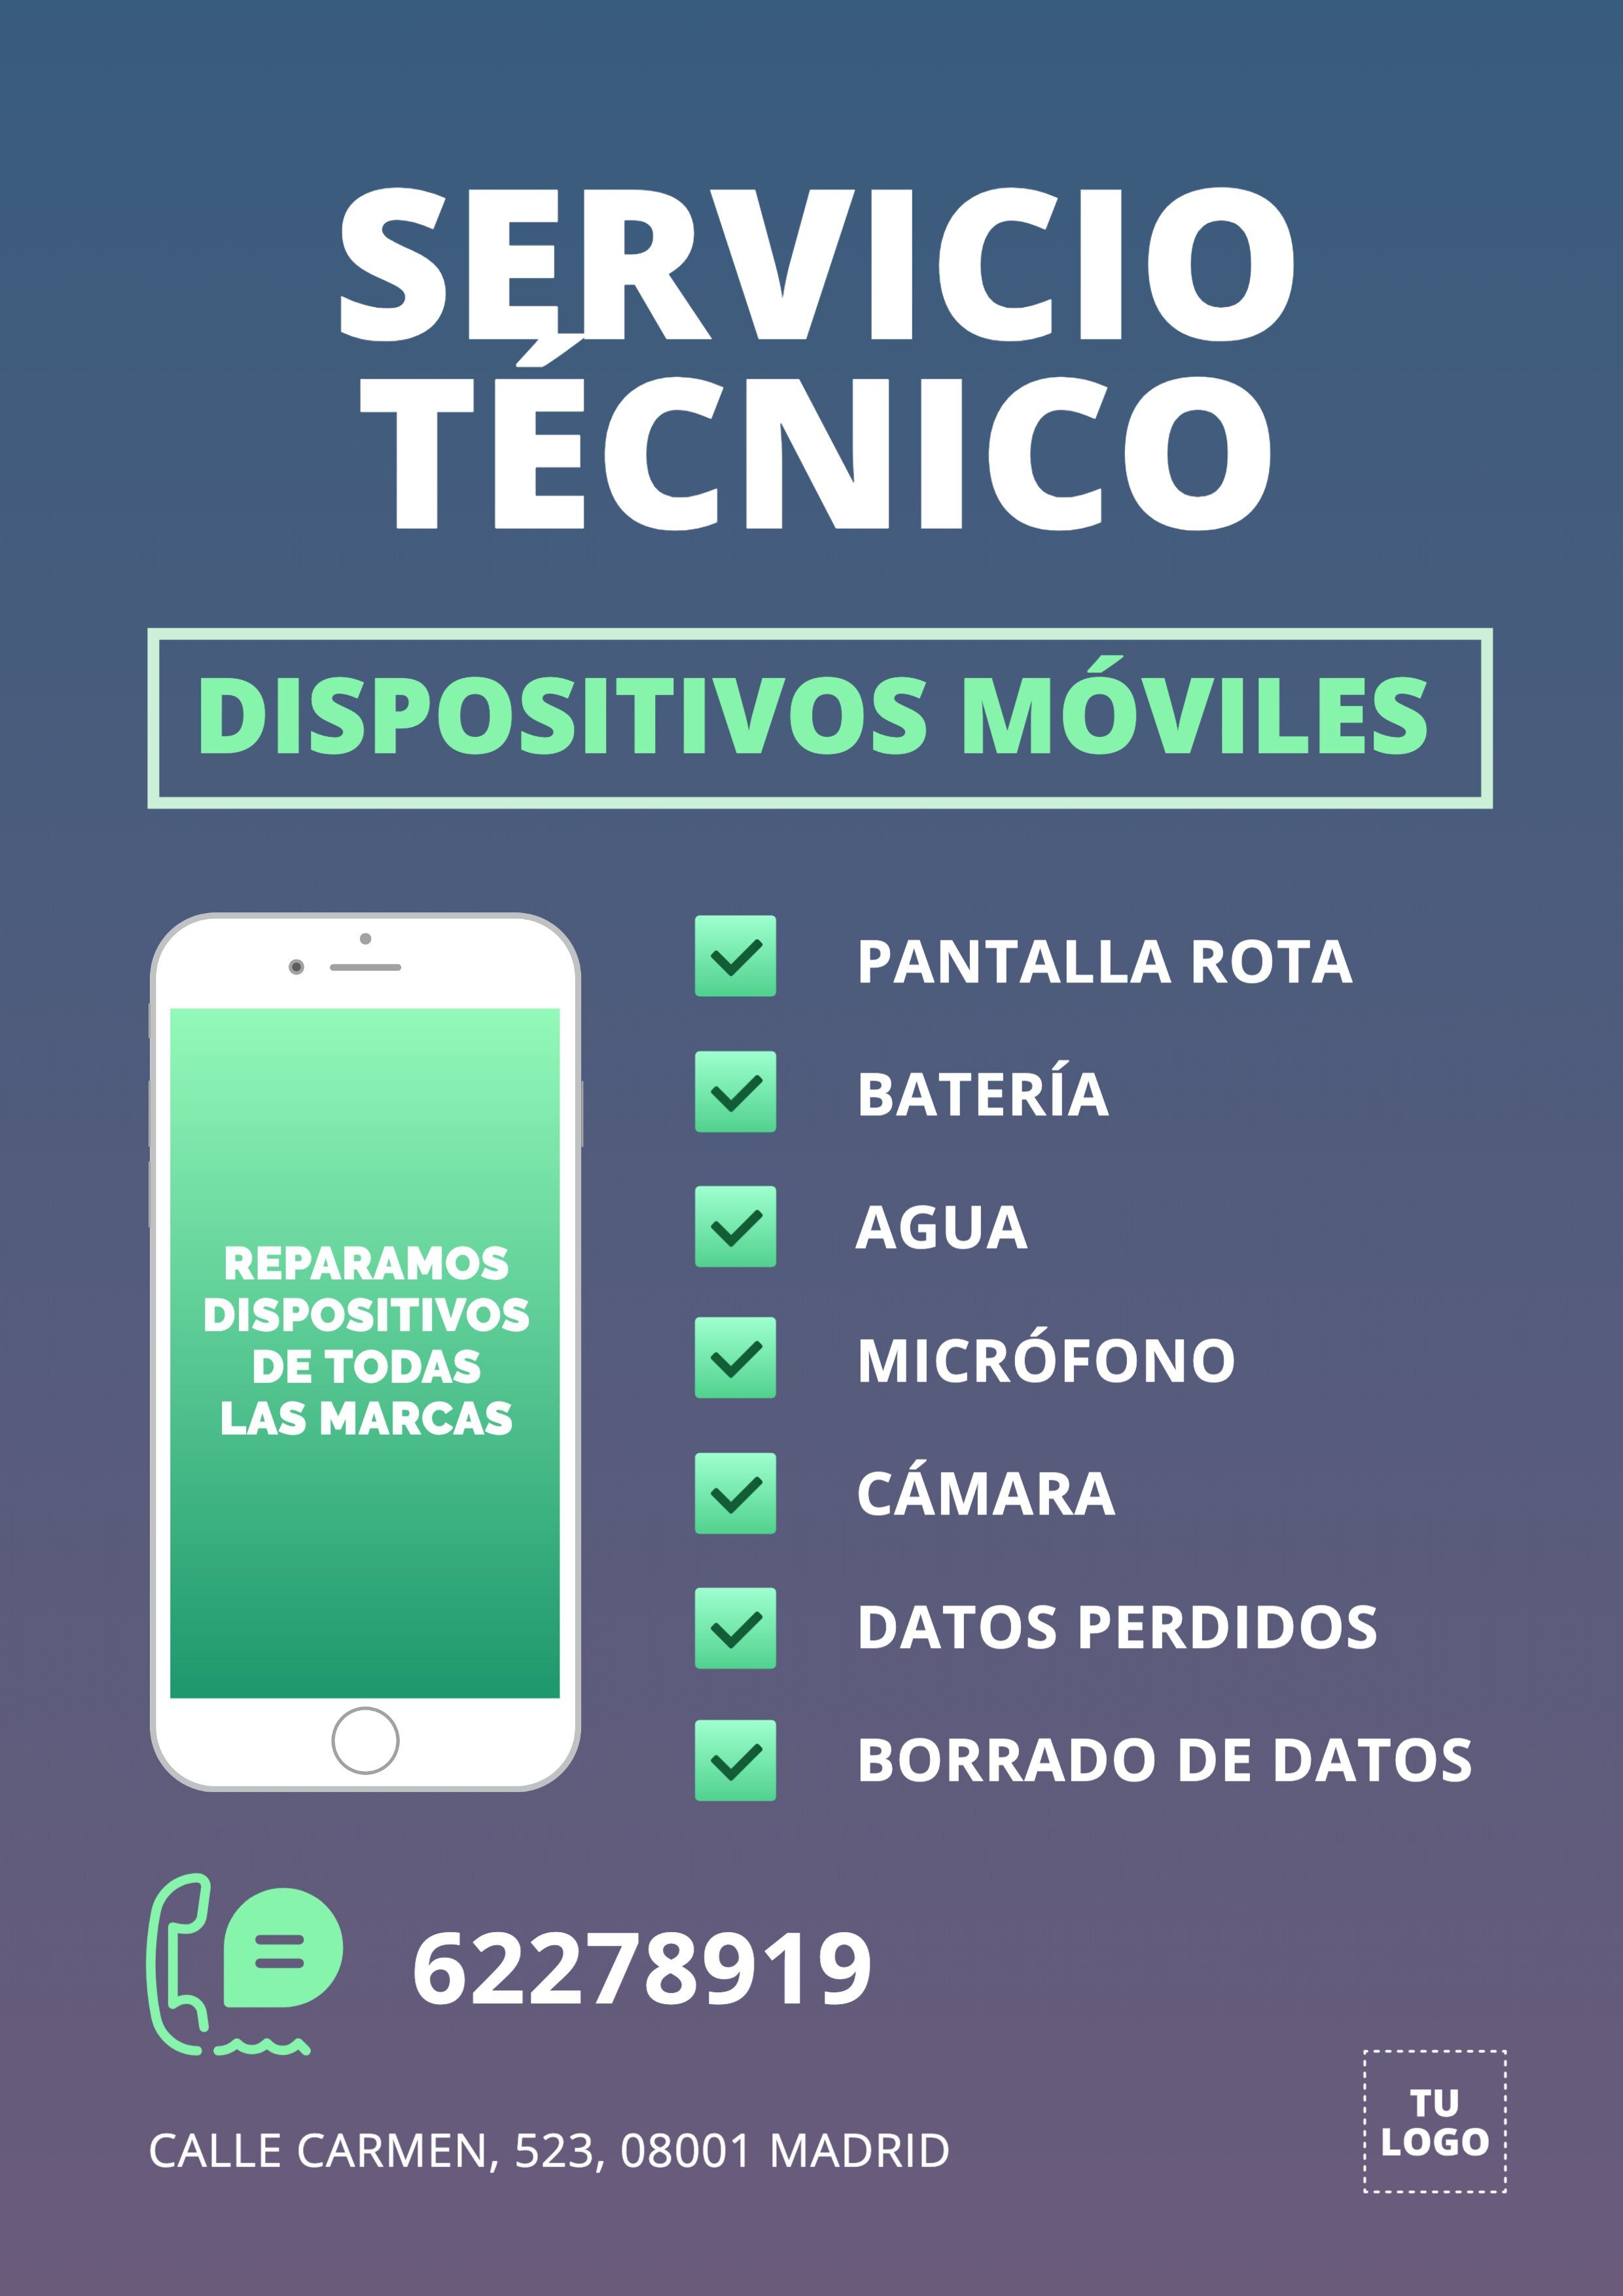 SERVICIO
TÉCNICO
DISPOSITIVOS MÓVILES
REPARAMOS
DISPOSITIVOS
DE TODAS
LAS MARCAS
PANTALLA ROTA
BATERÍA
AGUA
MICRÓFONO
CÁMARA
DATOS PERDIDOS
BORRADO DE DATOS
62278919
CALLE CARMEN, 523, 08001 MADRID
TU
LOGO